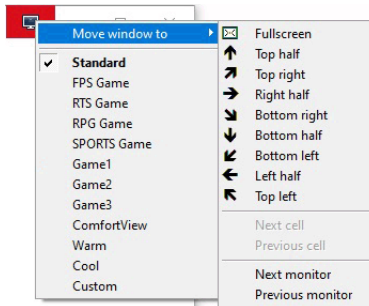 Move window to
Standard
FPS Game
RTS Game
RPG Game
SPORTS Game
Game1
Game2
Game3
ComfortView
Warm
Cool
Custom
Fullscreen
Top half
Top right
Right half
Bottom right
Bottom half
Bottom left
Left half
Top left
Next cell
Previous cell
Next monitor
Previous monitor